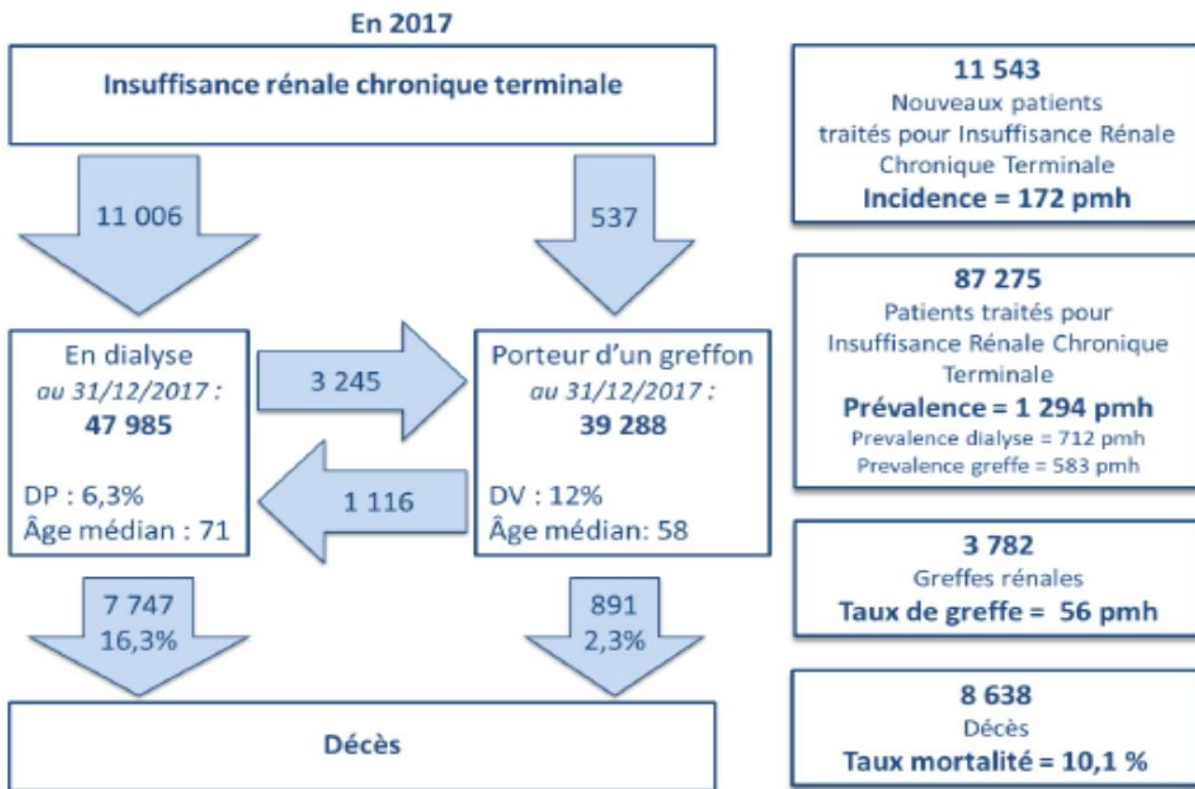 En 2017
Insuffisance rénale chronique terminale
11 006
537
En dialyse
au 31/12/2017 :
47 985
DP : 6,3%
Âge médian : 71
3 245
1 116
Porteur d'un greffon
au 31/12/2017 :
39 288
DV : 12%
Âge médian: 58
7 747
16,3%
891
2,3%
Décès
11 543
Nouveaux patients
traités pour Insuffisance Rénale
Chronique Terminale
Incidence = 172 pmh
87 275
Patients traités pour
Insuffisance Rénale Chronique
Terminale
Prévalence = 1 294 pmh
Prevalence dialyse = 712 pmh
Prevalence greffe = 583 pmh
3 782
Greffes rénales
Taux de greffe = 56 pmh
8 638
Décès
Taux mortalité = 10,1 %